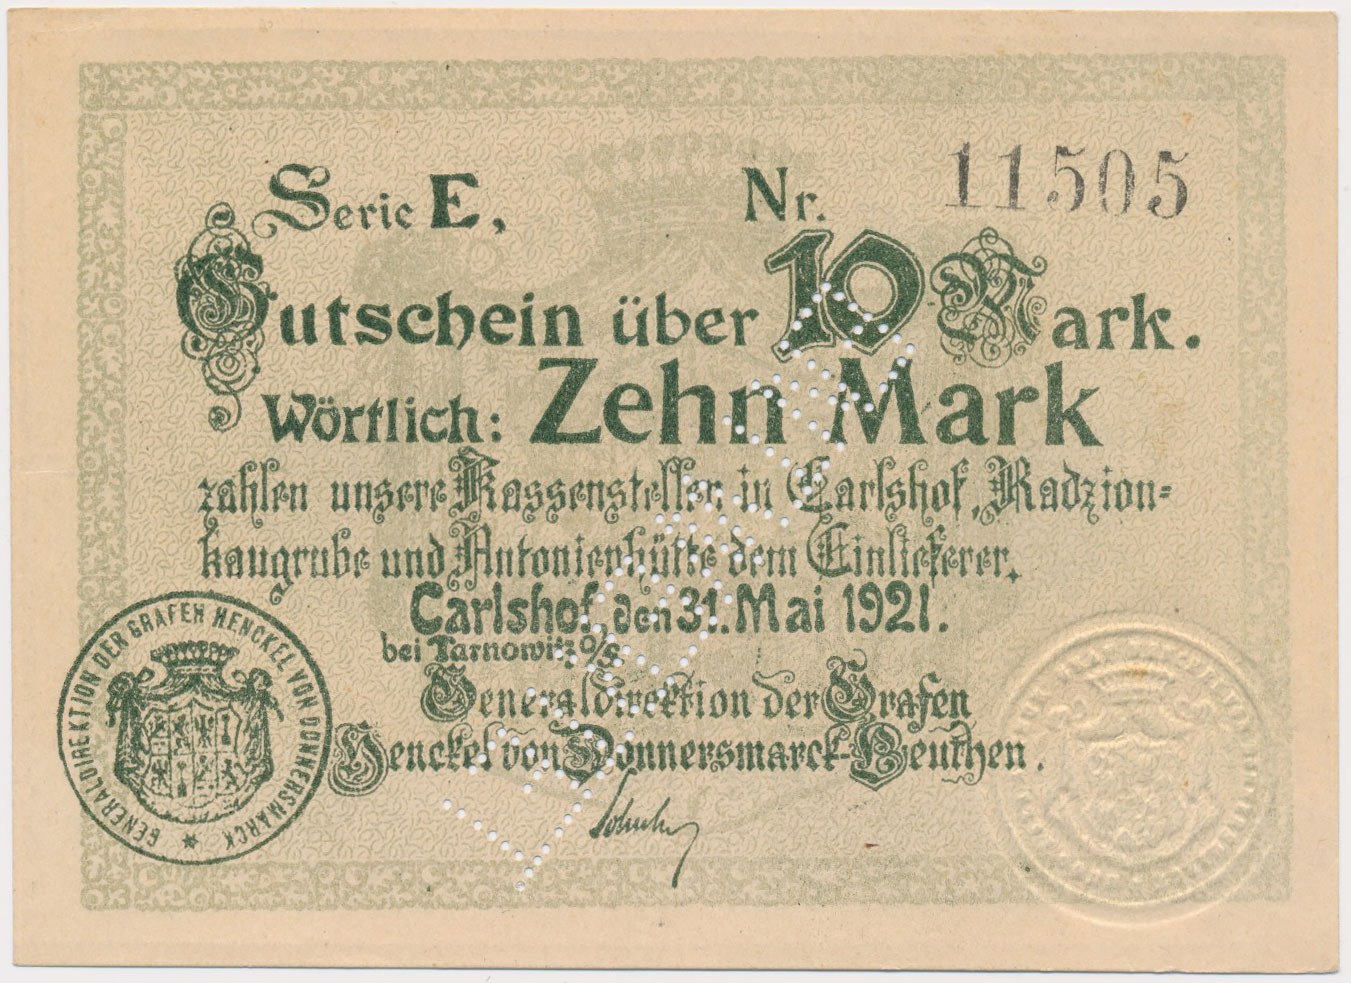 Serie E, Nr. 11505
Gutschein über 10 Mark.
Wörtlich: Zehn Mark
zahlen unsere Kassenstellen in Carlshof, Radzion=
kaugrube und Antonienhütte dem Einlieferer.
Carlshof, den 31. Mai 1921.
bei Tarnowitz O/S
Generaldirektion der Grafen
Henckel von Donnersmarck-Beuthen.
GENERALDIREKTION DER GRAFEN HENCKEL VON DONNERSMARCK